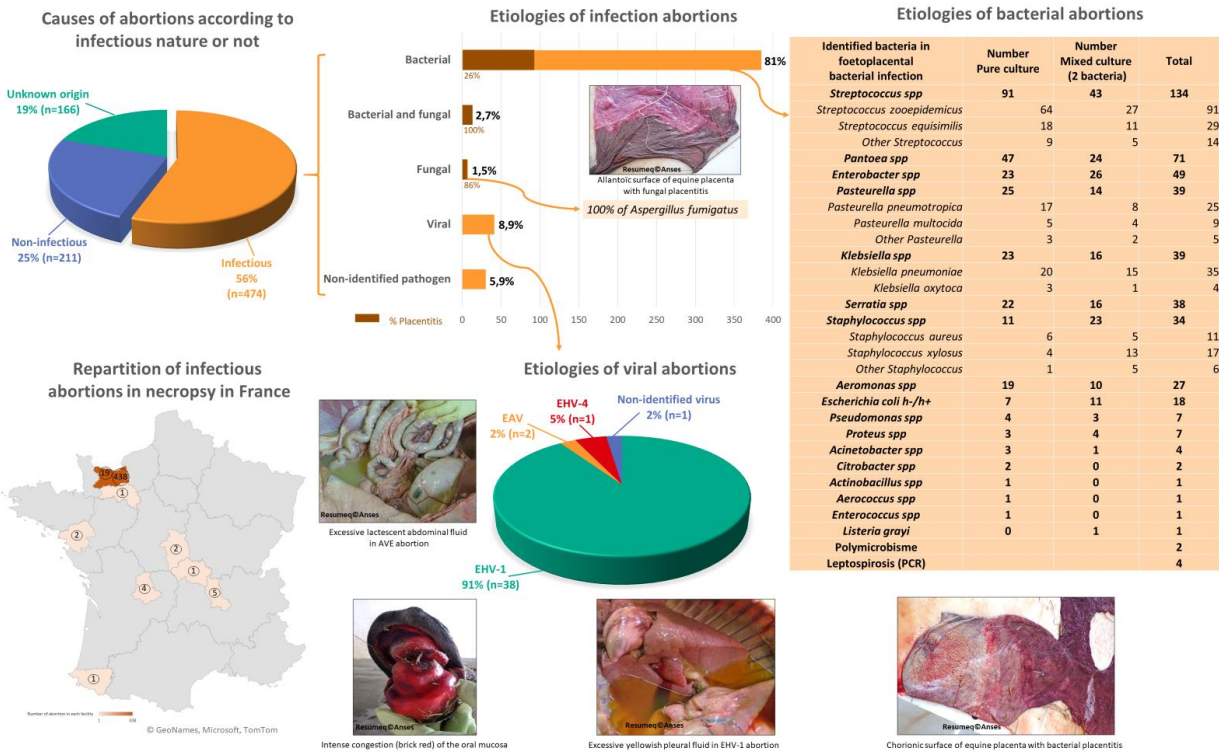 Causes of abortions according to
infectious nature or not
Unknown origin
19% (n=166)
Non-infectious
25% (n=211)
Infectious
56%
(n=474)
Etiologies of infection abortions
Bacterial
26%
81%
Bacterial and fungal
100%
2,7%
Fungal
86%
1,5%
Viral
8,9%
Non-identified pathogen
5,9%
% Placentitis
0 50 100 150 200 250 300 350 400
Resumeq©Anses
Allantoïc surface of equine placenta
with fungal placentitis
100% of Aspergillus fumigatus
Etiologies of bacterial abortions
Identified bacteria in
foetoplacental
bacterial infection
Number
Pure culture
Number
Mixed culture
(2 bacteria)
Total
Streptococcus spp 91 43 134
Streptococcus zooepidemicus 64 27 91
Streptococcus equisimilis 18 11 29
Other Streptococcus 9 5 14
Pantoea spp 47 24 71
Enterobacter spp 23 26 49
Pasteurella spp 25 14 39
Pasteurella pneumotropica 17 8 25
Pasteurella multocida 5 4 9
Other Pasteurella 3 2 5
Klebsiella spp 23 16 39
Klebsiella pneumoniae 20 15 35
Klebsiella oxytoca 3 1 4
Serratia spp 22 16 38
Staphylococcus spp 11 23 34
Staphylococcus aureus 6 5 11
Staphylococcus xylosus 4 13 17
Other Staphylococcus 1 5 6
Aeromonas spp 19 10 27
Escherichia coli h-/h+ 7 11 18
Pseudomonas spp 4 3 7
Proteus spp 3 4 7
Acinetobacter spp 3 1 4
Citrobacter spp 2 0 2
Actinobacillus spp 1 0 1
Aerococcus spp 1 0 1
Enterococcus spp 1 0 1
Listeria grayi 0 1 1
Polymicrobisme 2
Leptospirosis (PCR) 4
Repartition of infectious
abortions in necropsy in France
19
438
1
2
2
1
4
5
1
Number of abortion in each facility
1 438
© GeoNames, Microsoft, TomTom
Etiologies of viral abortions
EAV
2% (n=2)
EHV-4
5% (n=1)
Non-identified virus
2% (n=1)
EHV-1
91% (n=38)
Resumeq©Anses
Excessive lactescent abdominal fluid
in AVE abortion
Resumeq©Anses
Intense congestion (brick red) of the oral mucosa
Resumeq©Anses
Excessive yellowish pleural fluid in EHV-1 abortion
Resumeq©Anses
Chorionic surface of equine placenta with bacterial placentitis